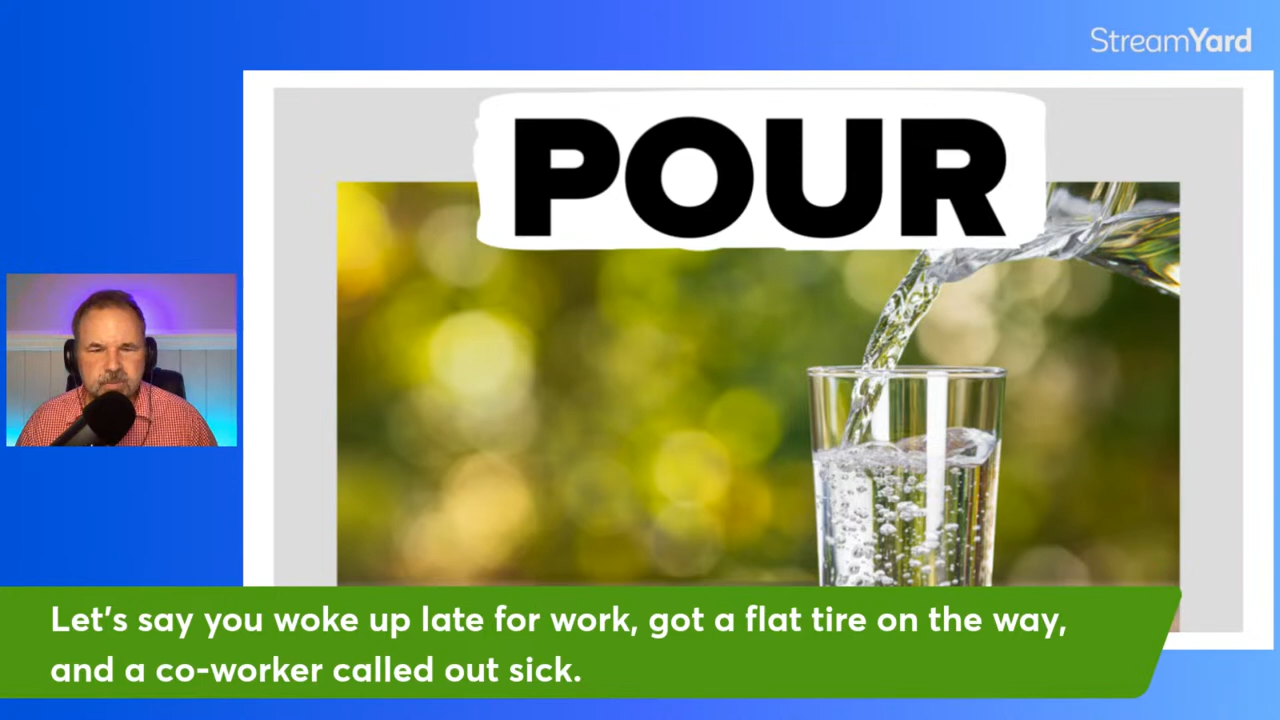 StreamYard
POUR
Let's say you woke up late for work, got a flat tire on the way,
and a co-worker called out sick.